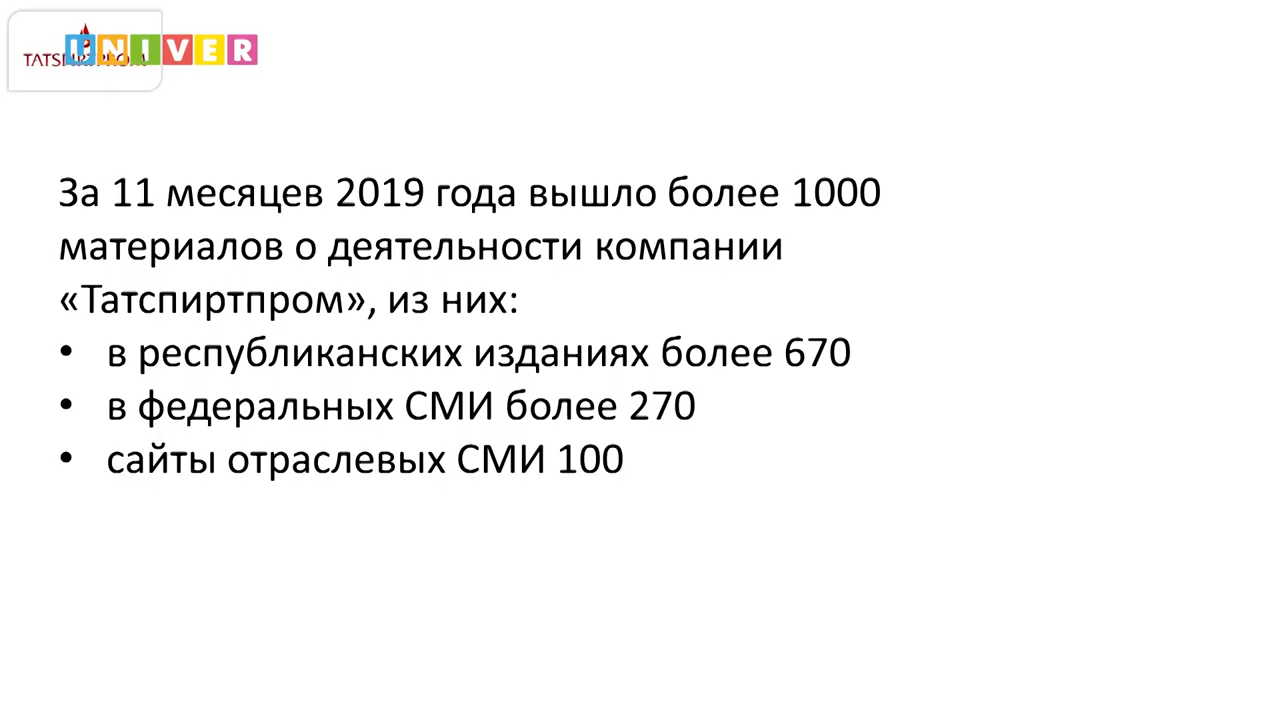 UNIVER
За 11 месяцев 2019 года вышло более 1000
материалов о деятельности компании
«Татспиртпром», из них:
• в республиканских изданиях более 670
• в федеральных СМИ более 270
• сайты отраслевых СМИ 100